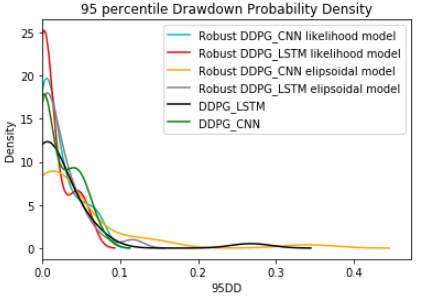 95 percentile Drawdown Probability Density
Robust DDPG_CNN likelihood model
Robust DDPG_LSTM likelihood model
Robust DDPG_CNN elipsoidal model
Robust DDPG_LSTM elipsoidal model
DDPG_LSTM
DDPG_CNN
Density
25
20
15
10
5
0
0.0 0.1 0.2 0.3 0.4
95DD